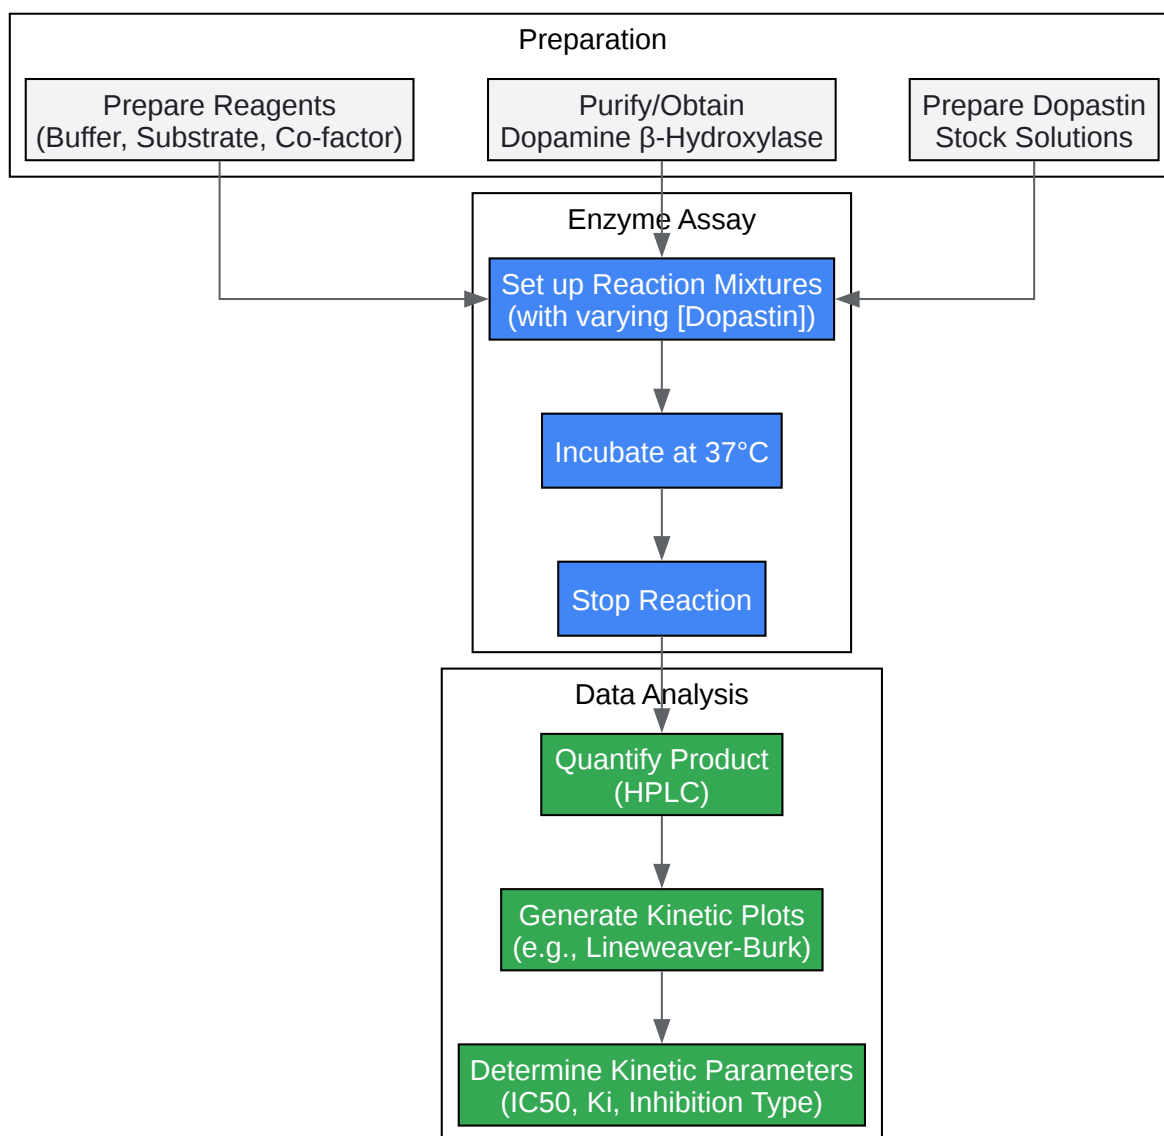 Preparation
Prepare Reagents
(Buffer, Substrate, Co-factor)
Purify/Obtain
Dopamine β-Hydroxylase
Prepare Dopastin
Stock Solutions
Enzyme Assay
Set up Reaction Mixtures
(with varying [Dopastin])
Incubate at 37°C
Stop Reaction
Data Analysis
Quantify Product
(HPLC)
Generate Kinetic Plots
(e.g., Lineweaver-Burk)
Determine Kinetic Parameters
(IC50, Ki, Inhibition Type)